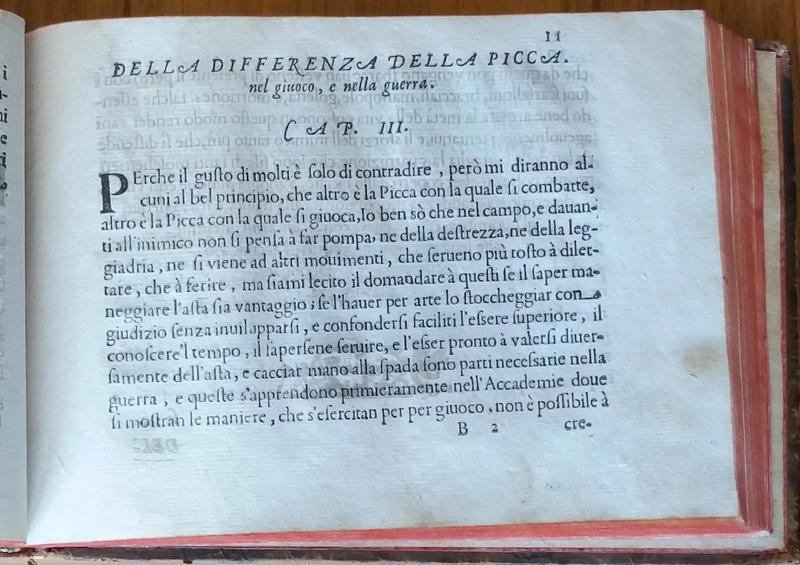 11
DELLA DIFFERENZA DELLA PICCA.
nel giuoco, e nella guerra.
CAP. III.
PErche il gusto di molti è solo di contradire, però mi diranno al-
cuni al bel principio, che altro è la Picca con la quale si combatte,
altro è la Picca con la quale si giuoca, Io ben sò che nel campo, e dauan-
ti all'inimico non si pensa à far pompa, ne della destrezza, ne della leg-
giadria, ne si viene ad altri mouimenti, che serueno più tosto à dilet-
tare, che à ferire, ma siami lecito il domandare à questi se il saper ma-
neggiare l'asta sia vantaggio; se l'hauer per arte lo stoccheggiar con
giudizio senza inuilapparsi, e confondersi faciliti l'essere superiore, il
conoscere'l tempo, il sapersene seruire, e l'esser pronto à valersi diuer-
samente dell'asta, e cacciar mano alla spada sono parti necessarie nella
guerra, e queste s'apprendono primieramente nell'Accademie doue
si mostran le maniere, che s'esercitan per per giuoco, non è possibile à
B 2 cre-
i
a-
ni
e